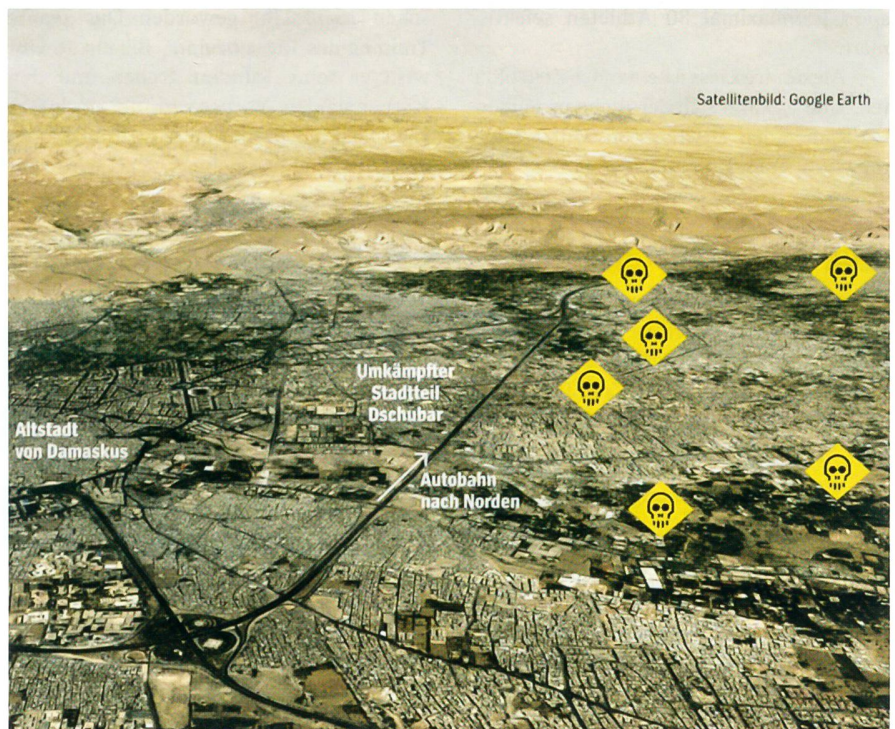 Satellitenbild: Google Earth
Umkämpfter
Stadtteil
Dschubar
Altstadt
von Damaskus
Autobahn
nach Norden